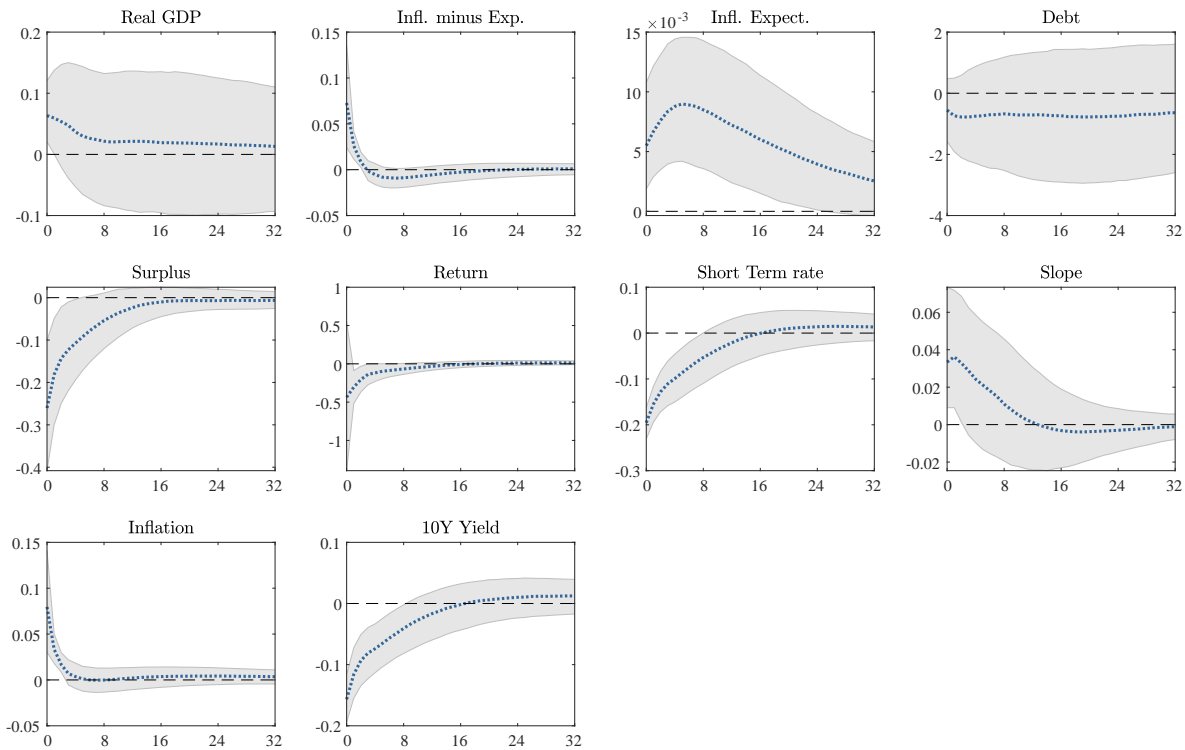 Real GDP
0.2
0.1
0
-0.1
0 8 16 24 32
Infl. minus Exp.
0.15
0.1
0.05
0
-0.05
0 8 16 24 32
Infl. Expect.
×10⁻³
15
10
5
0
0 8 16 24 32
Debt
2
0
-2
-4
0 8 16 24 32
Surplus
0
-0.1
-0.2
-0.3
-0.4
0 8 16 24 32
Return
1
0.5
0
-0.5
-1
0 8 16 24 32
Short Term rate
0.1
0
-0.1
-0.2
-0.3
0 8 16 24 32
Slope
0.06
0.04
0.02
0
-0.02
0 8 16 24 32
Inflation
0.15
0.1
0.05
0
-0.05
0 8 16 24 32
10Y Yield
0.1
0
-0.1
-0.2
0 8 16 24 32